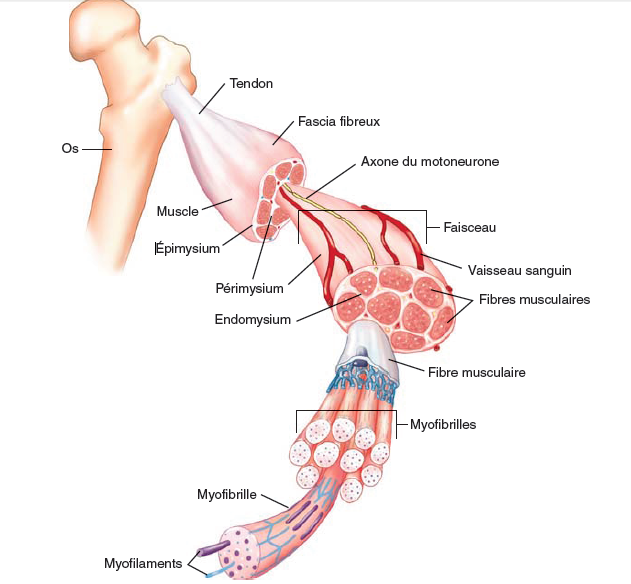 Tendon
Fascia fibreux
Os
Axone du motoneurone
Muscle
Faisceau
Épimysium
Vaisseau sanguin
Périmysium
Fibres musculaires
Endomysium
Fibre musculaire
Myofibrilles
Myofibrille
Myofilaments